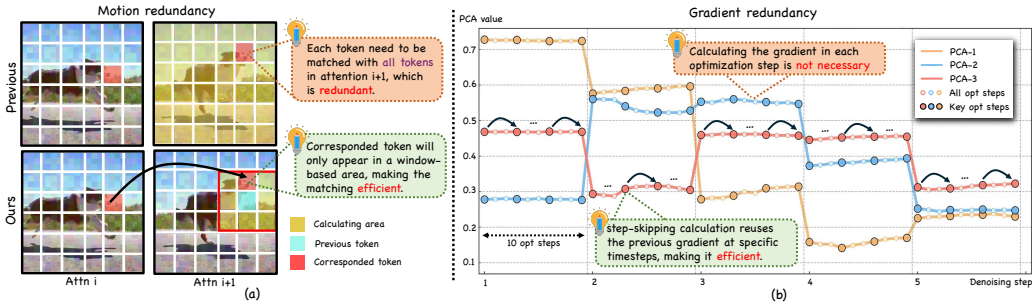 Motion redundancy
Previous
Ours
Each token need to be
matched with all tokens
in attention i+1, which
is redundant.
Corresponded token will
only appear in a window-
based area, making the
matching efficient.
Calculating area
Previous token
Corresponded token
Attn i
Attn i+1
(a)
PCA value
Gradient redundancy
0.7
0.6
0.5
0.4
0.3
0.2
0.1
Calculating the gradient in each
optimization step is not necessary
PCA-1
PCA-2
PCA-3
All opt steps
Key opt steps
...
...
...
...
...
...
10 opt steps
step-skipping calculation reuses
the previous gradient at specific
timesteps, making it efficient.
1
2
3
4
5
Denoising step
(b)